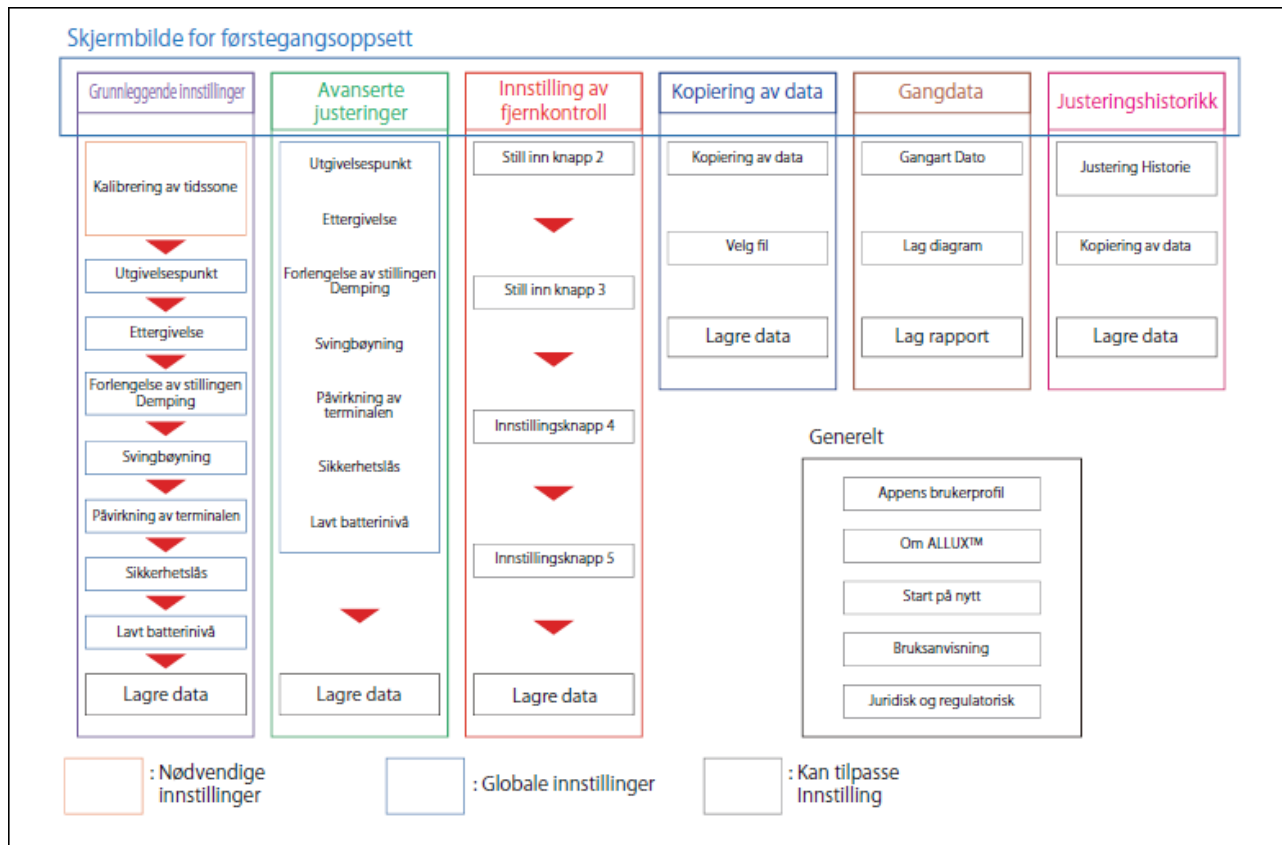 Skjermbilde for førstegangsoppsett
Grunnleggende innstillinger
Kalibrering av tidssone
Utgivelsespunkt
Ettergivelse
Forlengelse av stillingen
Demping
Svingbøyning
Påvirkning av terminalen
Sikkerhetslås
Lavt batterinivå
Lagre data
Avanserte
justeringer
Utgivelsespunkt
Ettergivelse
Forlengelse av stillingen
Demping
Svingbøyning
Påvirkning av
terminalen
Sikkerhetslås
Lavt batterinivå
Lagre data
Innstilling av
fjernkontroll
Still inn knapp 2
Still inn knapp 3
Innstillingsknapp 4
Innstillingsknapp 5
Lagre data
Kopiering av data
Kopiering av data
Velg fil
Lagre data
Gangdata
Gangart Dato
Lag diagram
Lag rapport
Justeringshistorikk
Justering Historie
Kopiering av data
Lagre data
Generelt
Appens brukerprofil
Om ALLUX™
Start på nytt
Bruksanvisning
Juridisk og regulatorisk
: Nødvendige
innstillinger
: Globale innstillinger
: Kan tilpasse
Innstilling